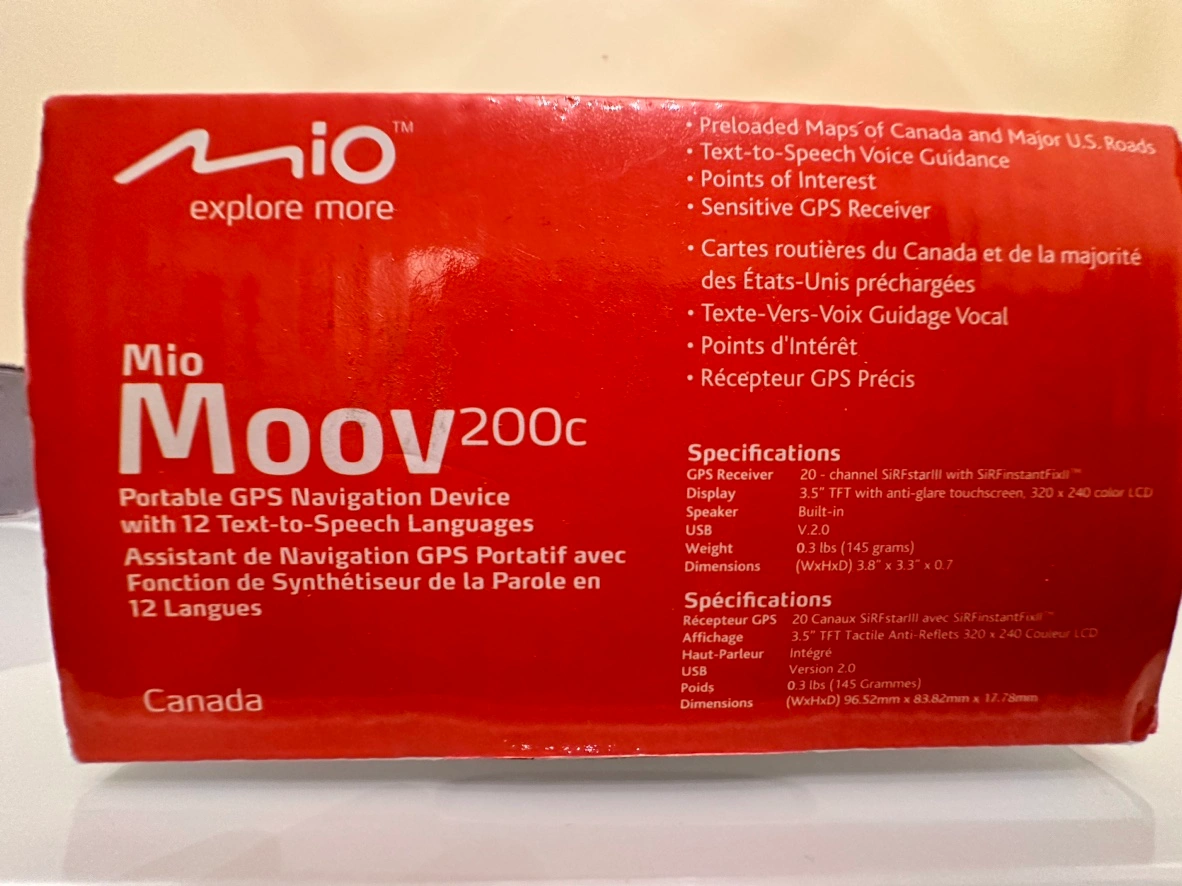 Mio™
explore more
Mio
Moov 200c
Portable GPS Navigation Device
with 12 Text-to-Speech Languages
Assistant de Navigation GPS Portatif avec
Fonction de Synthétiseur de la Parole en
12 Langues
Canada
• Preloaded Maps of Canada and Major U.S. Roads
• Text-to-Speech Voice Guidance
• Points of Interest
• Sensitive GPS Receiver
• Cartes routières du Canada et de la majorité
des États-Unis préchargées
• Texte-Vers-Voix Guidage Vocal
• Points d'Intérêt
• Récepteur GPS Précis
Specifications
GPS Receiver 20 - channel SiRFstarIII with SiRFinstantFixII™
Display 3.5" TFT with anti-glare touchscreen, 320 x 240 color LCD
Speaker Built-in
USB V.2.0
Weight 0.3 lbs (145 grams)
Dimensions (WxHxD) 3.8" x 3.3" x 0.7
Spécifications
Récepteur GPS 20 Canaux SiRFstarIII avec SiRFinstantFixII™
Affichage 3.5" TFT Tactile Anti-Reflets 320 x 240 Couleur LCD
Haut-Parleur Intégré
USB Version 2.0
Poids 0.3 lbs (145 Grammes)
Dimensions (WxHxD) 96.52mm x 83.82mm x 17.78mm